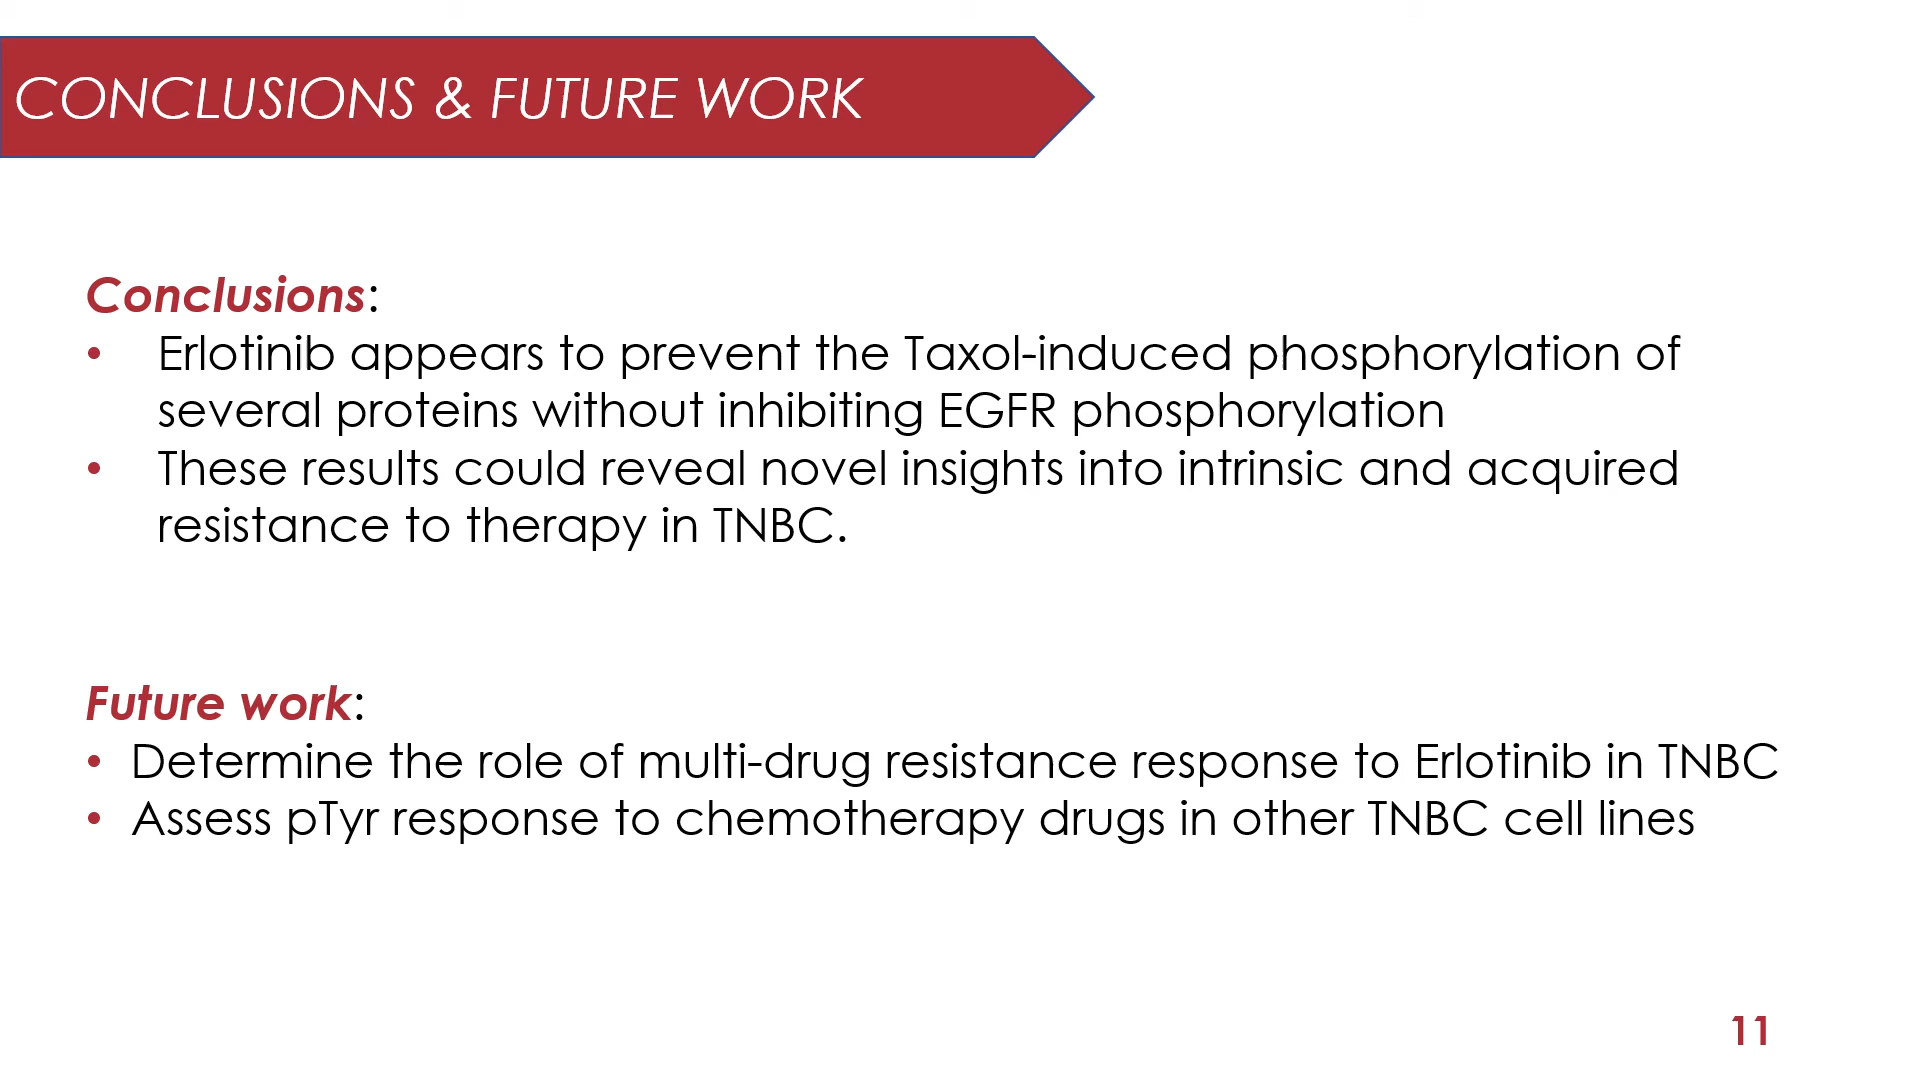 CONCLUSIONS & FUTURE WORK
Conclusions:
• Erlotinib appears to prevent the Taxol-induced phosphorylation of
several proteins without inhibiting EGFR phosphorylation
• These results could reveal novel insights into intrinsic and acquired
resistance to therapy in TNBC.
Future work:
• Determine the role of multi-drug resistance response to Erlotinib in TNBC
• Assess pTyr response to chemotherapy drugs in other TNBC cell lines
11